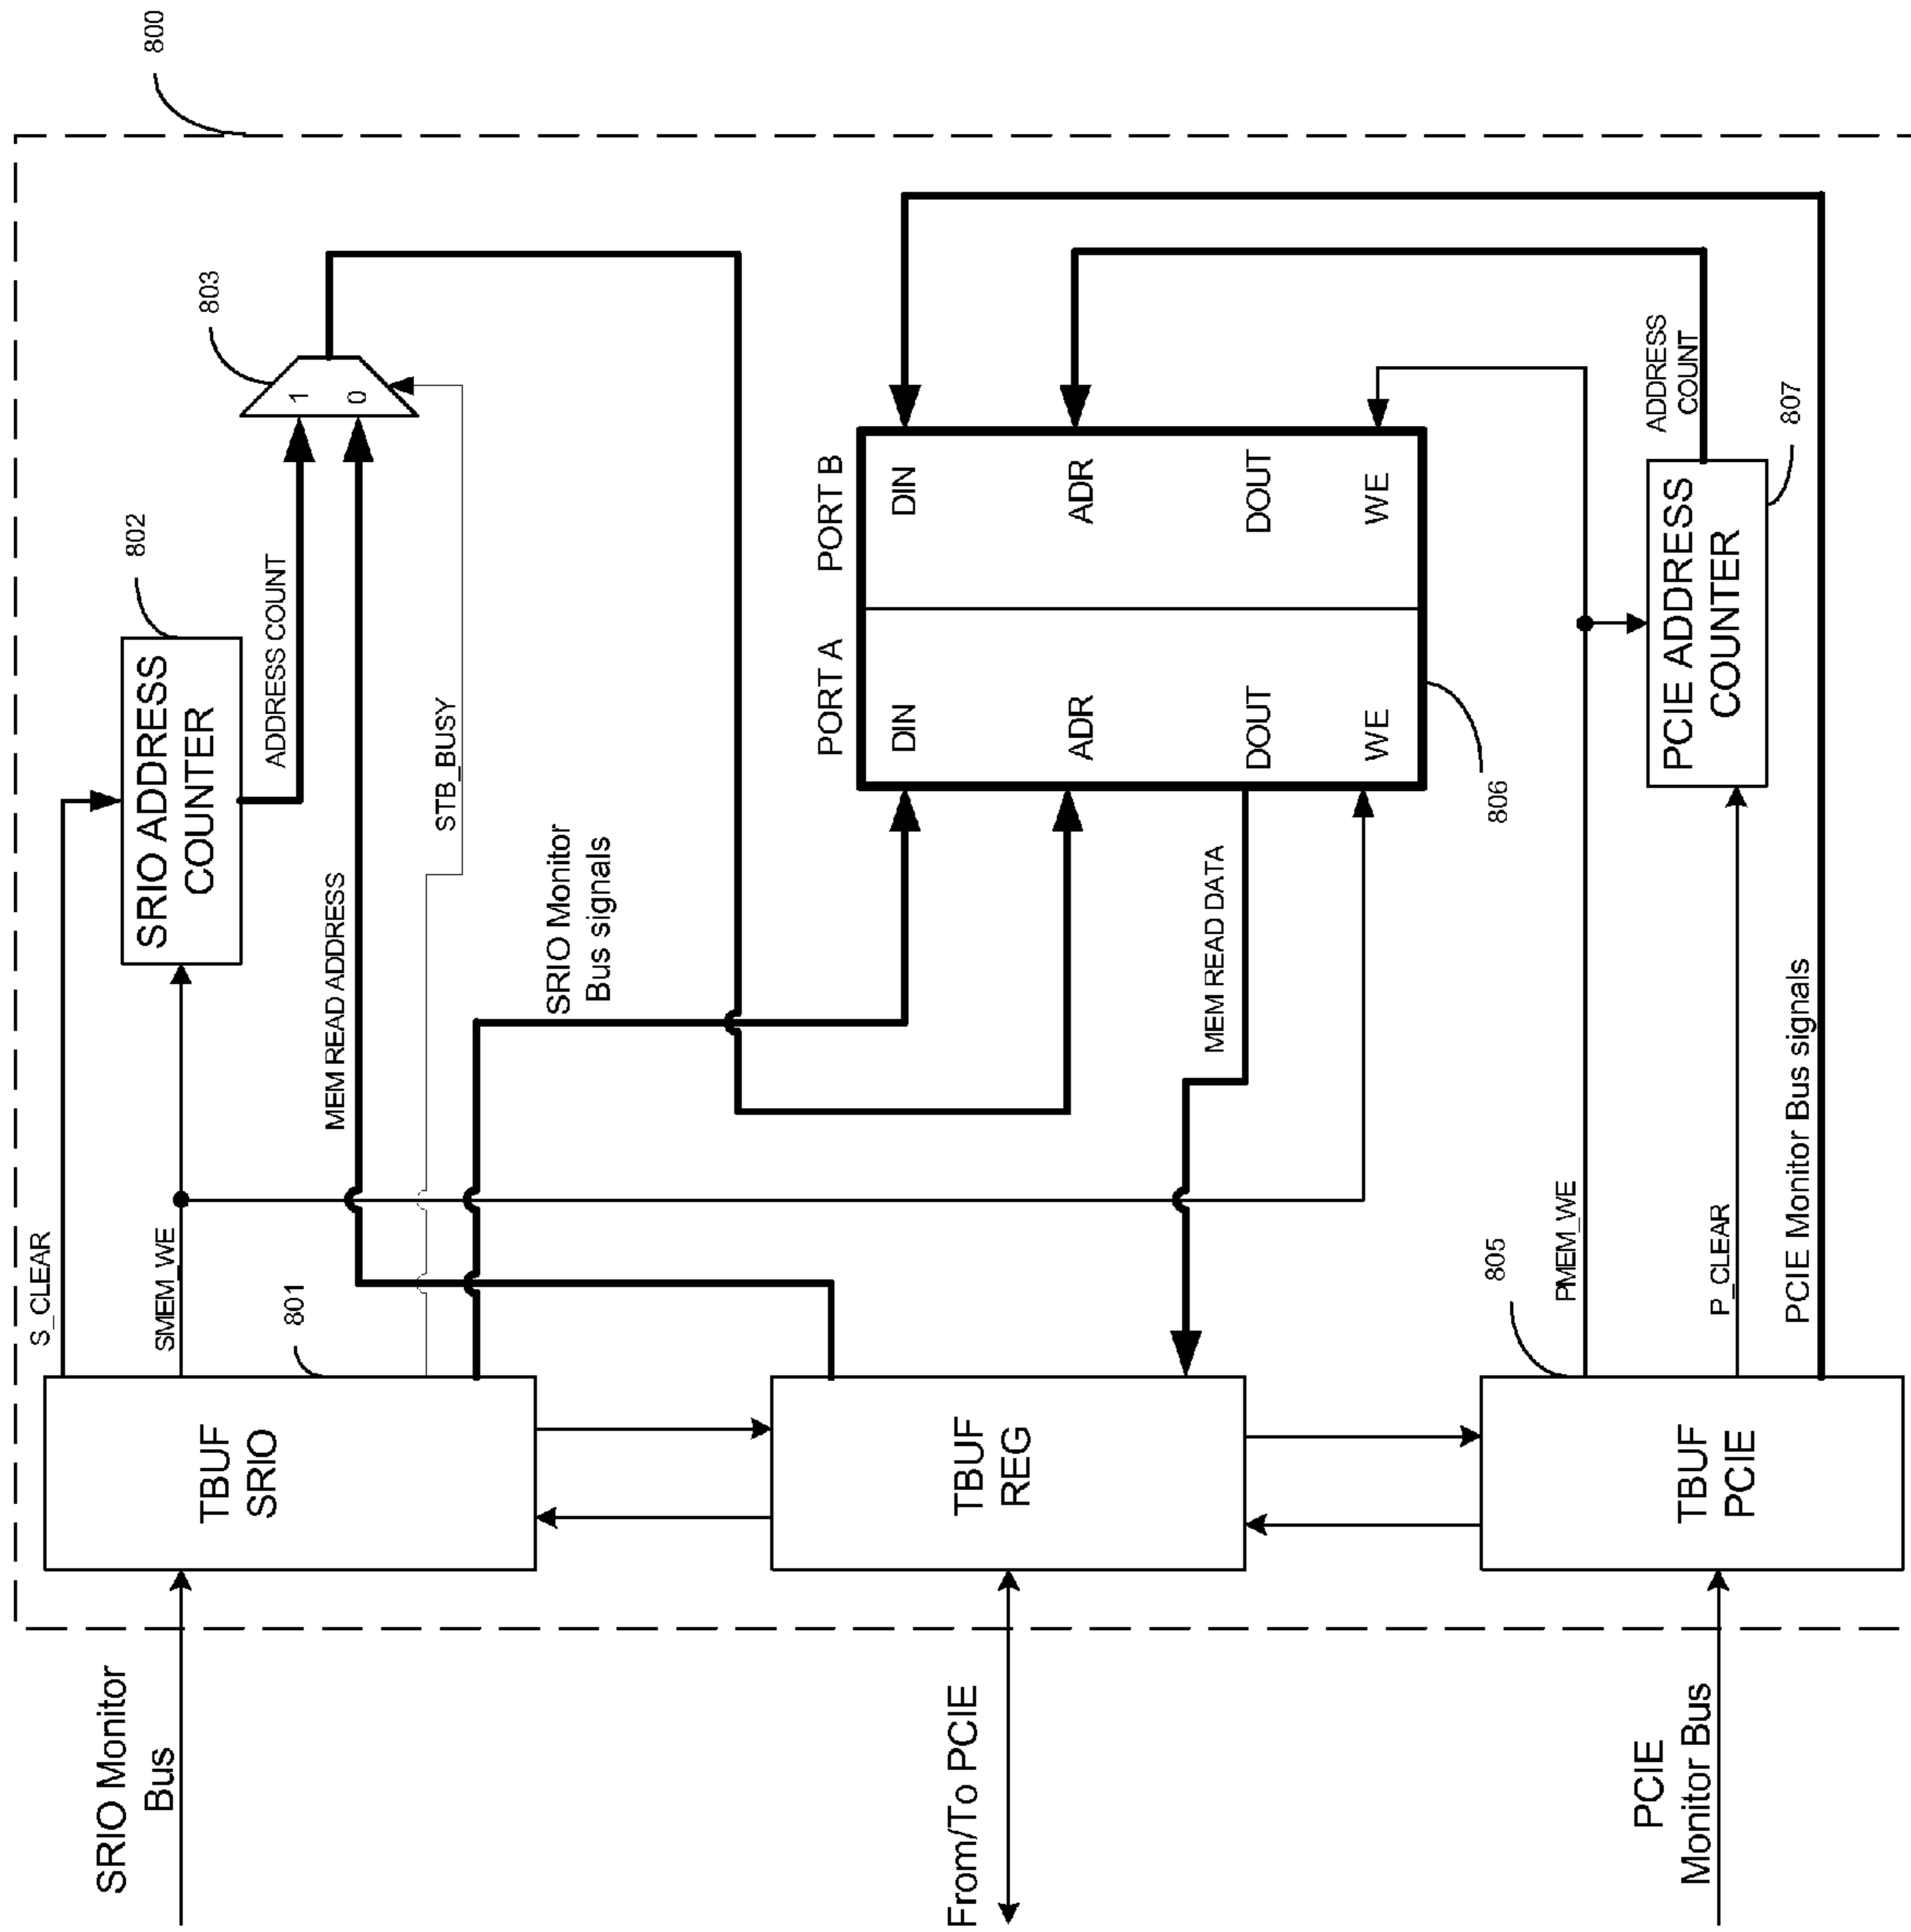 800
S_CLEAR
802
SRIO ADDRESS
COUNTER
803
SMEM_WE
ADDRESS COUNT
1
0
MEM READ ADDRESS
STB_BUSY
801
TBUF
SRIO
SRIO Monitor
Bus
SRIO Monitor
Bus signals
PORT A
PORT B
DIN
DIN
ADR
ADR
DOUT
DOUT
WE
WE
806
MEM READ DATA
TBUF
REG
From/To PCIE
805
PMEM_WE
ADDRESS
COUNT
PCIE ADDRESS
COUNTER
807
P_CLEAR
TBUF
PCIE
PCIE
Monitor Bus
PCIE Monitor Bus signals